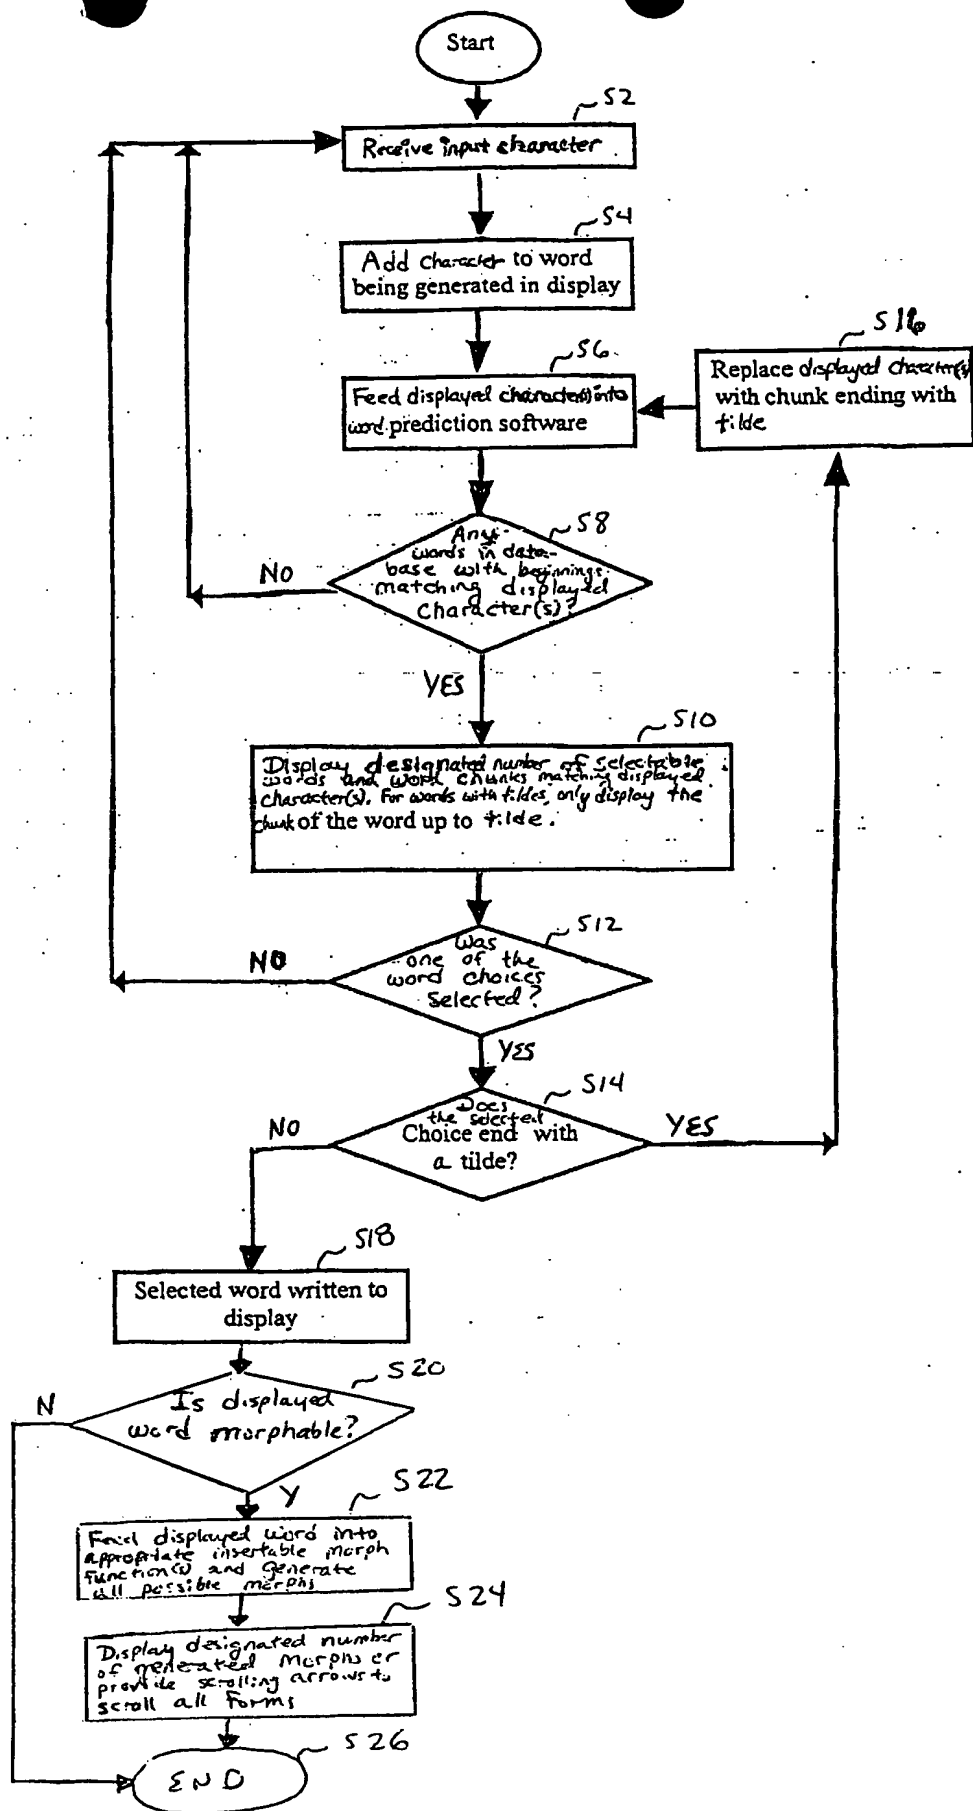 Start
S2
Receive input character
S4
Add character to word
being generated in display
S6
Feed displayed character(s) into
word prediction software
S16
Replace displayed character(s)
with chunk ending with
tilde
S8
Any
words in data-
base with beginnings
matching displayed
Character(s)?
NO
YES
S10
Display designated number of selectable
words and word chunks matching displayed
character(s). For words with tildes, only display the
chunk of the word up to tilde.
S12
Was
one of the
word choices
selected?
NO
YES
S14
Does
the selected
Choice end with
a tilde?
NO
YES
S18
Selected word written to
display
S20
Is displayed
word morphable?
N
Y
S22
Feed displayed word into
appropriate insertable morph
function(s) and generate
all possible morphs
S24
Display designated number
of generated morphs or
provide scrolling arrows to
scroll all forms
S26
END